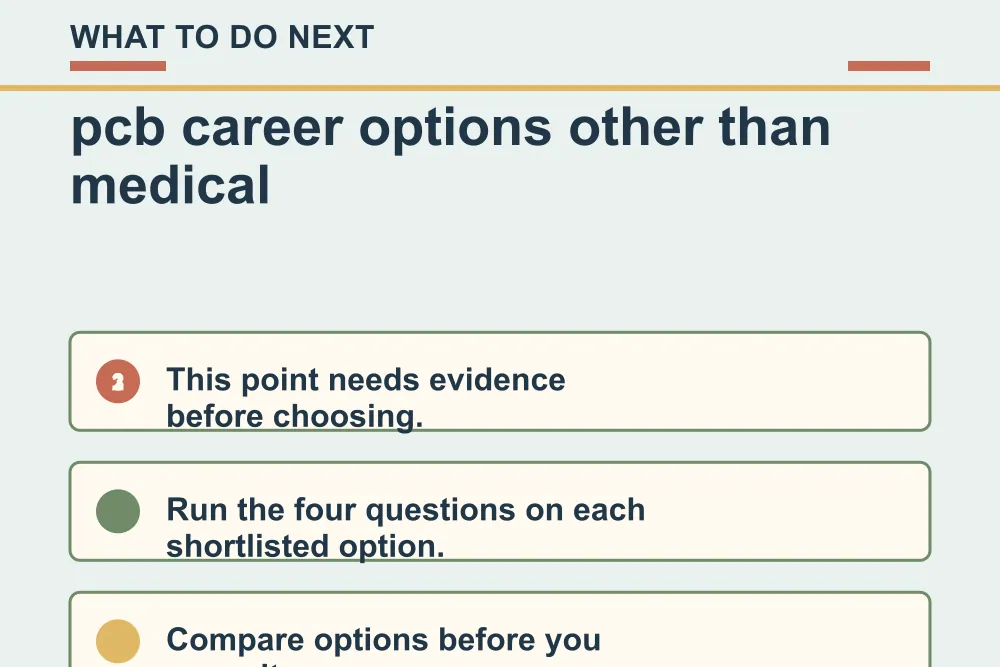 WHAT TO DO NEXT
pcb career options other than
medical
This point needs evidence
before choosing.
Run the four questions on each
shortlisted option.
Compare options before you